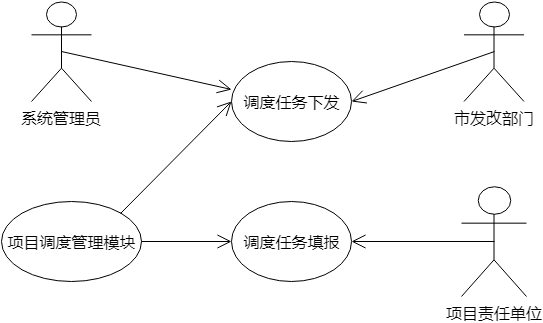 调度任务下发
系统管理员
市发改部门
项目调度管理模块
调度任务填报
项目责任单位